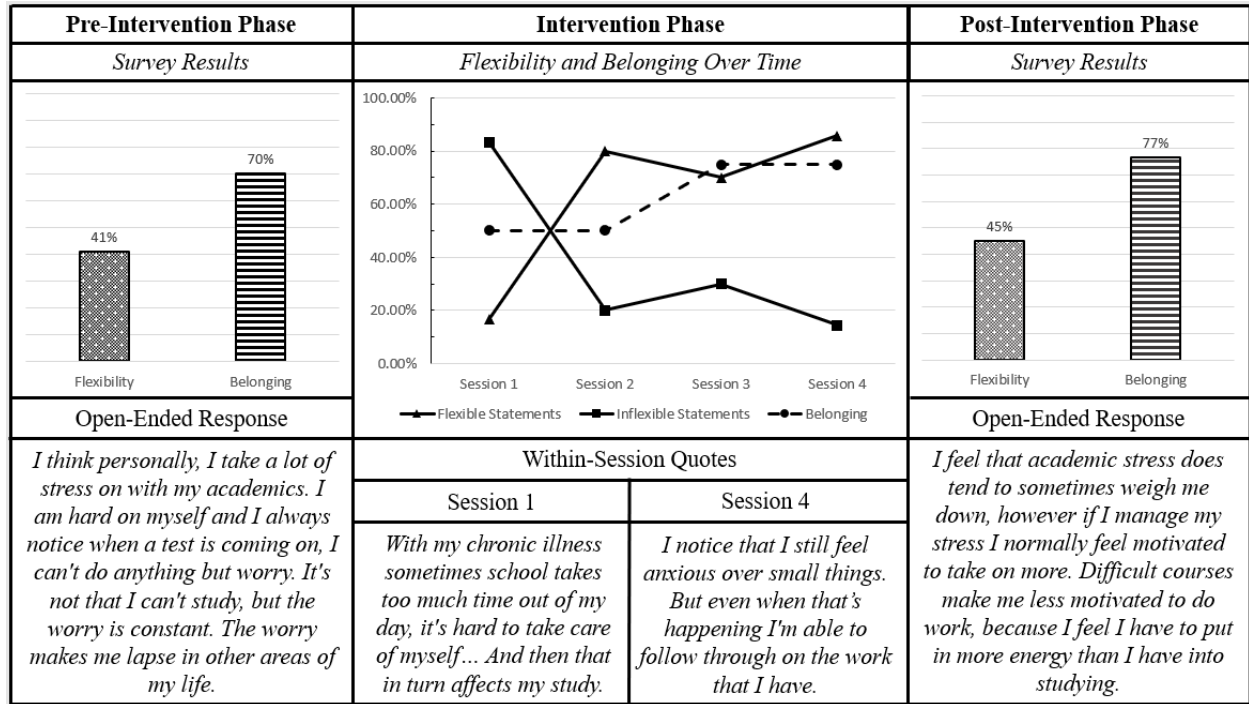 Pre-Intervention Phase
Survey Results
70%
41%
Flexibility
Belonging
Open-Ended Response
I think personally, I take a lot of
stress on with my academics. I
am hard on myself and I always
notice when a test is coming on, I
can't do anything but worry. It's
not that I can't study, but the
worry is constant. The worry
makes me lapse in other areas of
my life.
Intervention Phase
Flexibility and Belonging Over Time
100.00%
80.00%
60.00%
40.00%
20.00%
0.00%
Session 1
Session 2
Session 3
Session 4
Flexible Statements
Inflexible Statements
Belonging
Within-Session Quotes
Session 1
With my chronic illness
sometimes school takes
too much time out of my
day, it's hard to take care
of myself... And then that
in turn affects my study.
Session 4
I notice that I still feel
anxious over small things.
But even when that’s
happening I'm able to
follow through on the work
that I have.
Post-Intervention Phase
Survey Results
77%
45%
Flexibility
Belonging
Open-Ended Response
I feel that academic stress does
tend to sometimes weigh me
down, however if I manage my
stress I normally feel motivated
to take on more. Difficult courses
make me less motivated to do
work, because I feel I have to put
in more energy than I have into
studying.